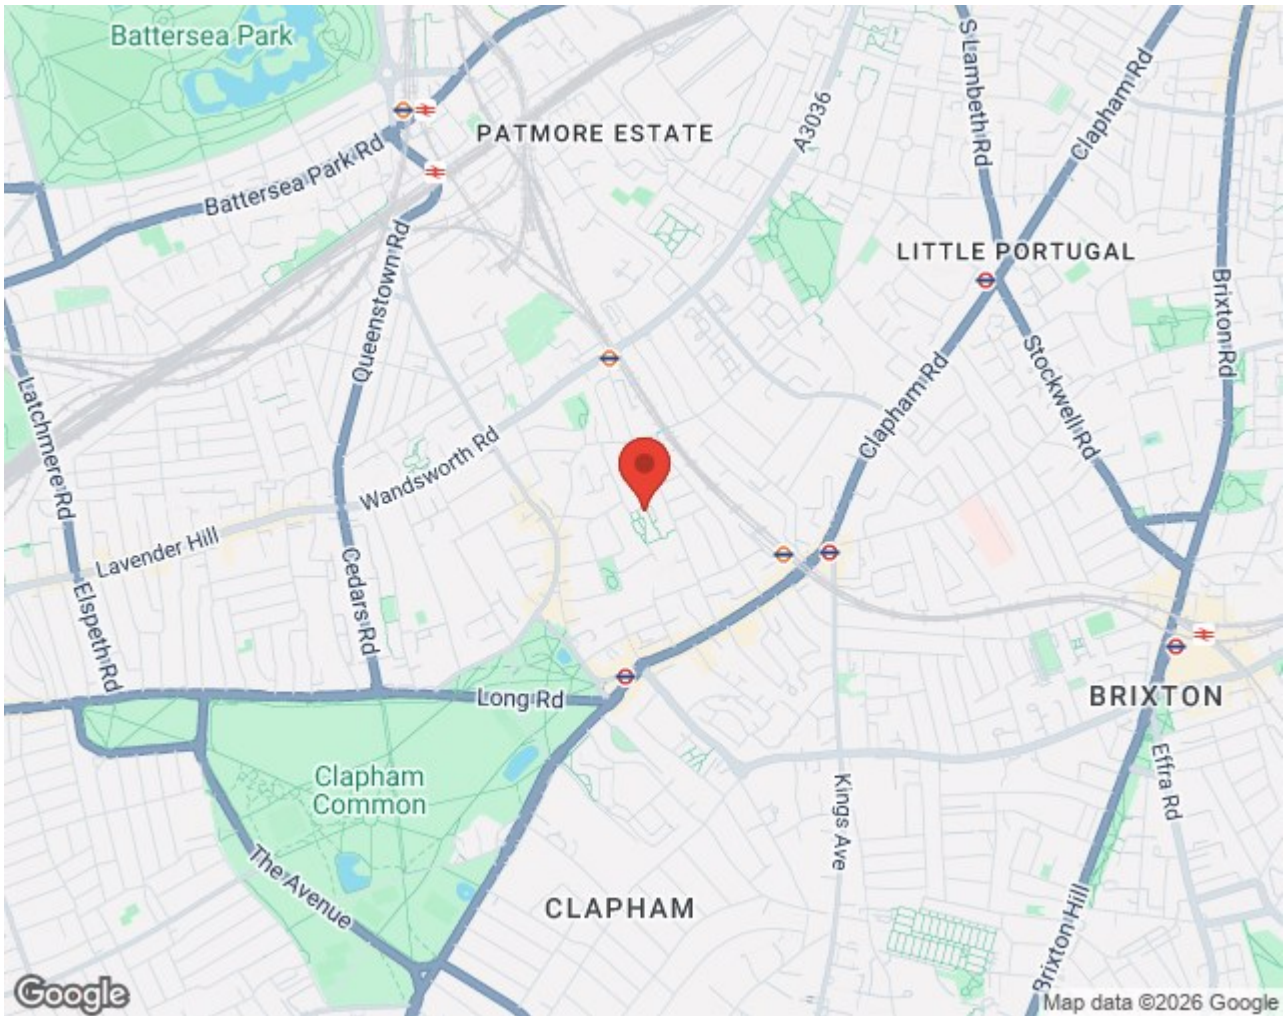 Battersea Park
PATMORE ESTATE
A3036
S Lambeth Rd
Clapham Rd
Battersea Park Rd
LITTLE PORTUGAL
Queenstown Rd
Brixton Rd
Stockwell Rd
Clapham Rd
Latchmere Rd
Wandsworth Rd
Lavender Hill
Cedars Rd
Elspeth Rd
Long Rd
BRIXTON
Clapham
Common
Effra Rd
Kings Ave
The Avenue
CLAPHAM
Brixton Hill
Google
Map data ©2026 Google